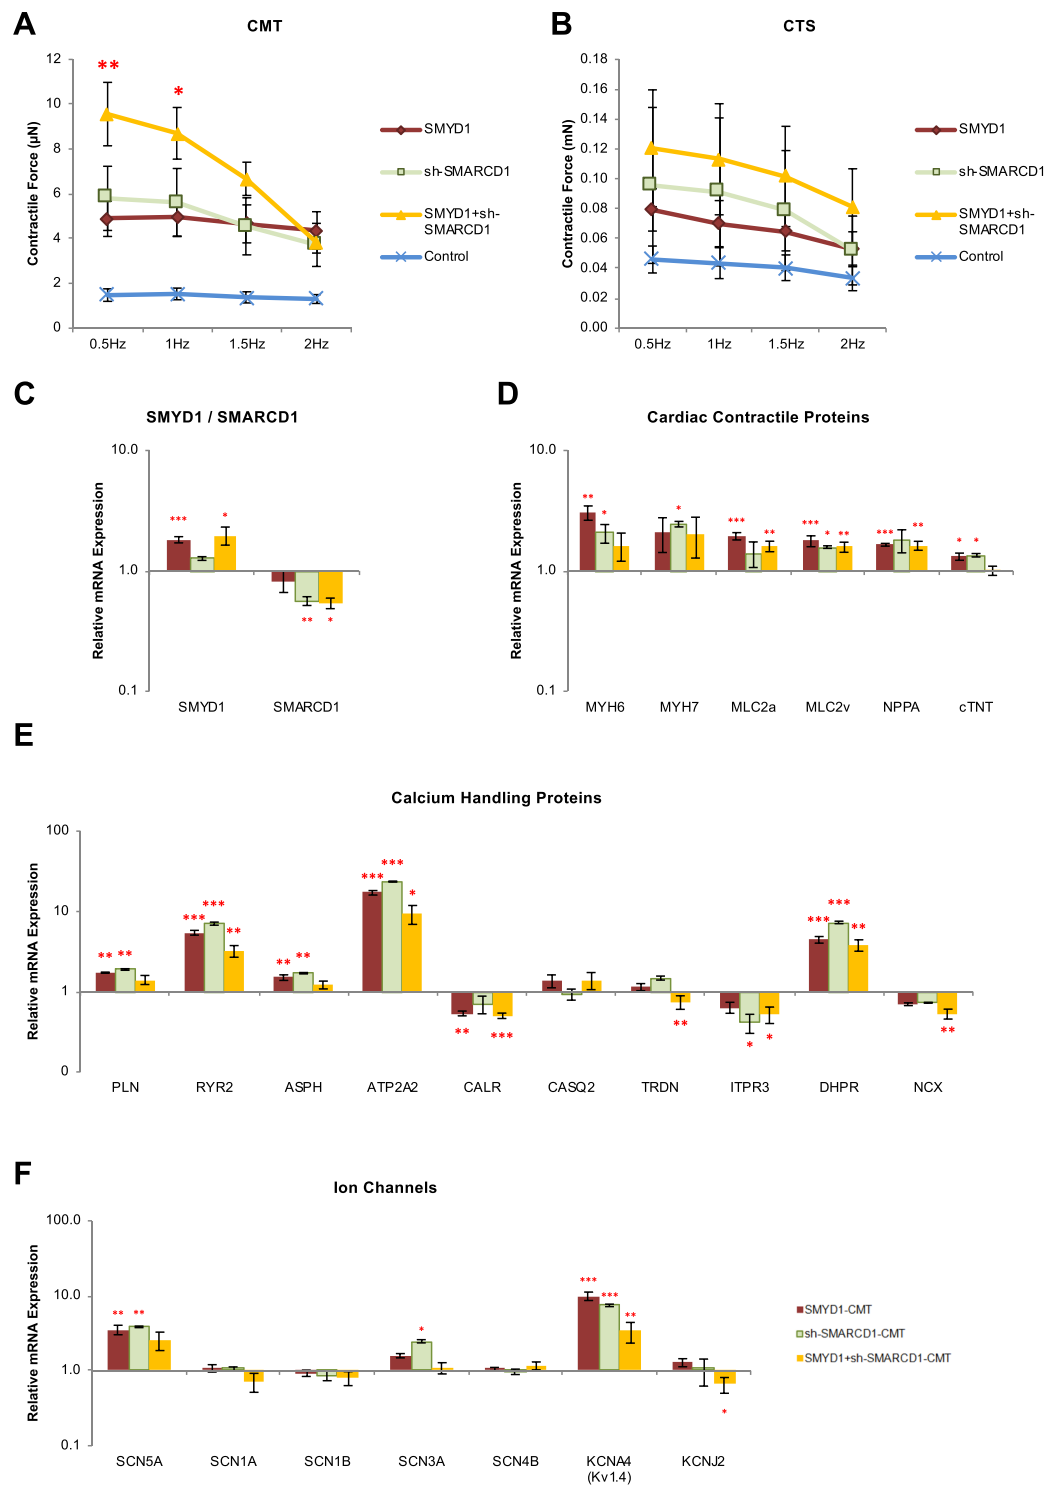 A
CMT
**
*
Contractile Force (µN)
12
10
8
6
4
2
0
0.5Hz 1Hz 1.5Hz 2Hz
SMYD1
sh-SMARCD1
SMYD1+sh-
SMARCD1
Control
B
CTS
Contractile Force (mN)
0.18
0.16
0.14
0.12
0.10
0.08
0.06
0.04
0.02
0.00
0.5Hz 1Hz 1.5Hz 2Hz
SMYD1
sh-SMARCD1
SMYD1+sh-
SMARCD1
Control
C
SMYD1 / SMARCD1
Relative mRNA Expression
10.0
1.0
0.1
*** *
** *
SMYD1 SMARCD1
D
Cardiac Contractile Proteins
Relative mRNA Expression
10.0
1.0
0.1
** * * *** ** *** * ** *** ** * *
MYH6 MYH7 MLC2a MLC2v NPPA cTNT
E
Calcium Handling Proteins
Relative mRNA Expression
100
10
1
0
** ** *** *** ** ** ** *** *** * ** *** ** * * *** *** ** **
PLN RYR2 ASPH ATP2A2 CALR CASQ2 TRDN ITPR3 DHPR NCX
F
Ion Channels
Relative mRNA Expression
100.0
10.0
1.0
0.1
** ** * *** *** ** *
SCN5A SCN1A SCN1B SCN3A SCN4B KCNA4 KCNJ2
(Kv1.4)
SMYD1-CMT
sh-SMARCD1-CMT
SMYD1+sh-SMARCD1-CMT